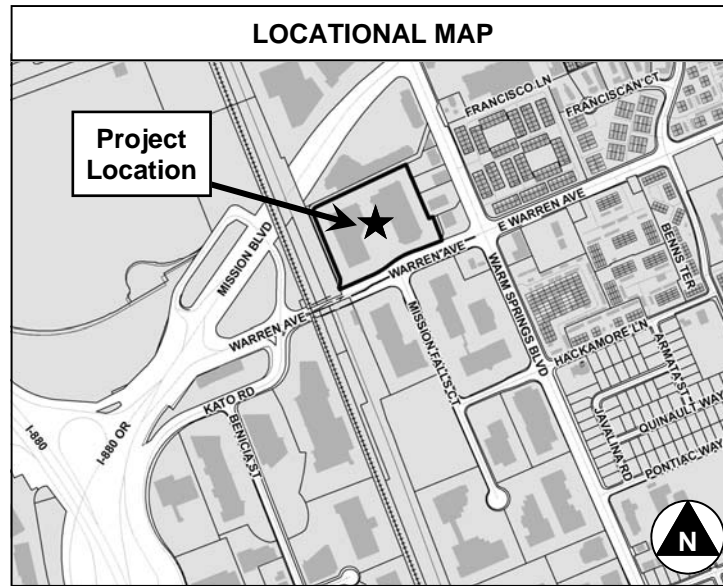 LOCATIONAL MAP
FRANCISCO LN
FRANCISCAN CT
Project
Location
MISSION BLVD
E WARREN AVE
WARREN AVE
BENNS TER
WARM SPRINGS BLVD
WARREN AVE
MISSION FALLS CT
HACKAMORE LN
ARMATA ST
KATO RD
I-880
I-880 OR
BENICIA ST
JAVALINA RD
QUINAULT WAY
PONTIAC WAY
N